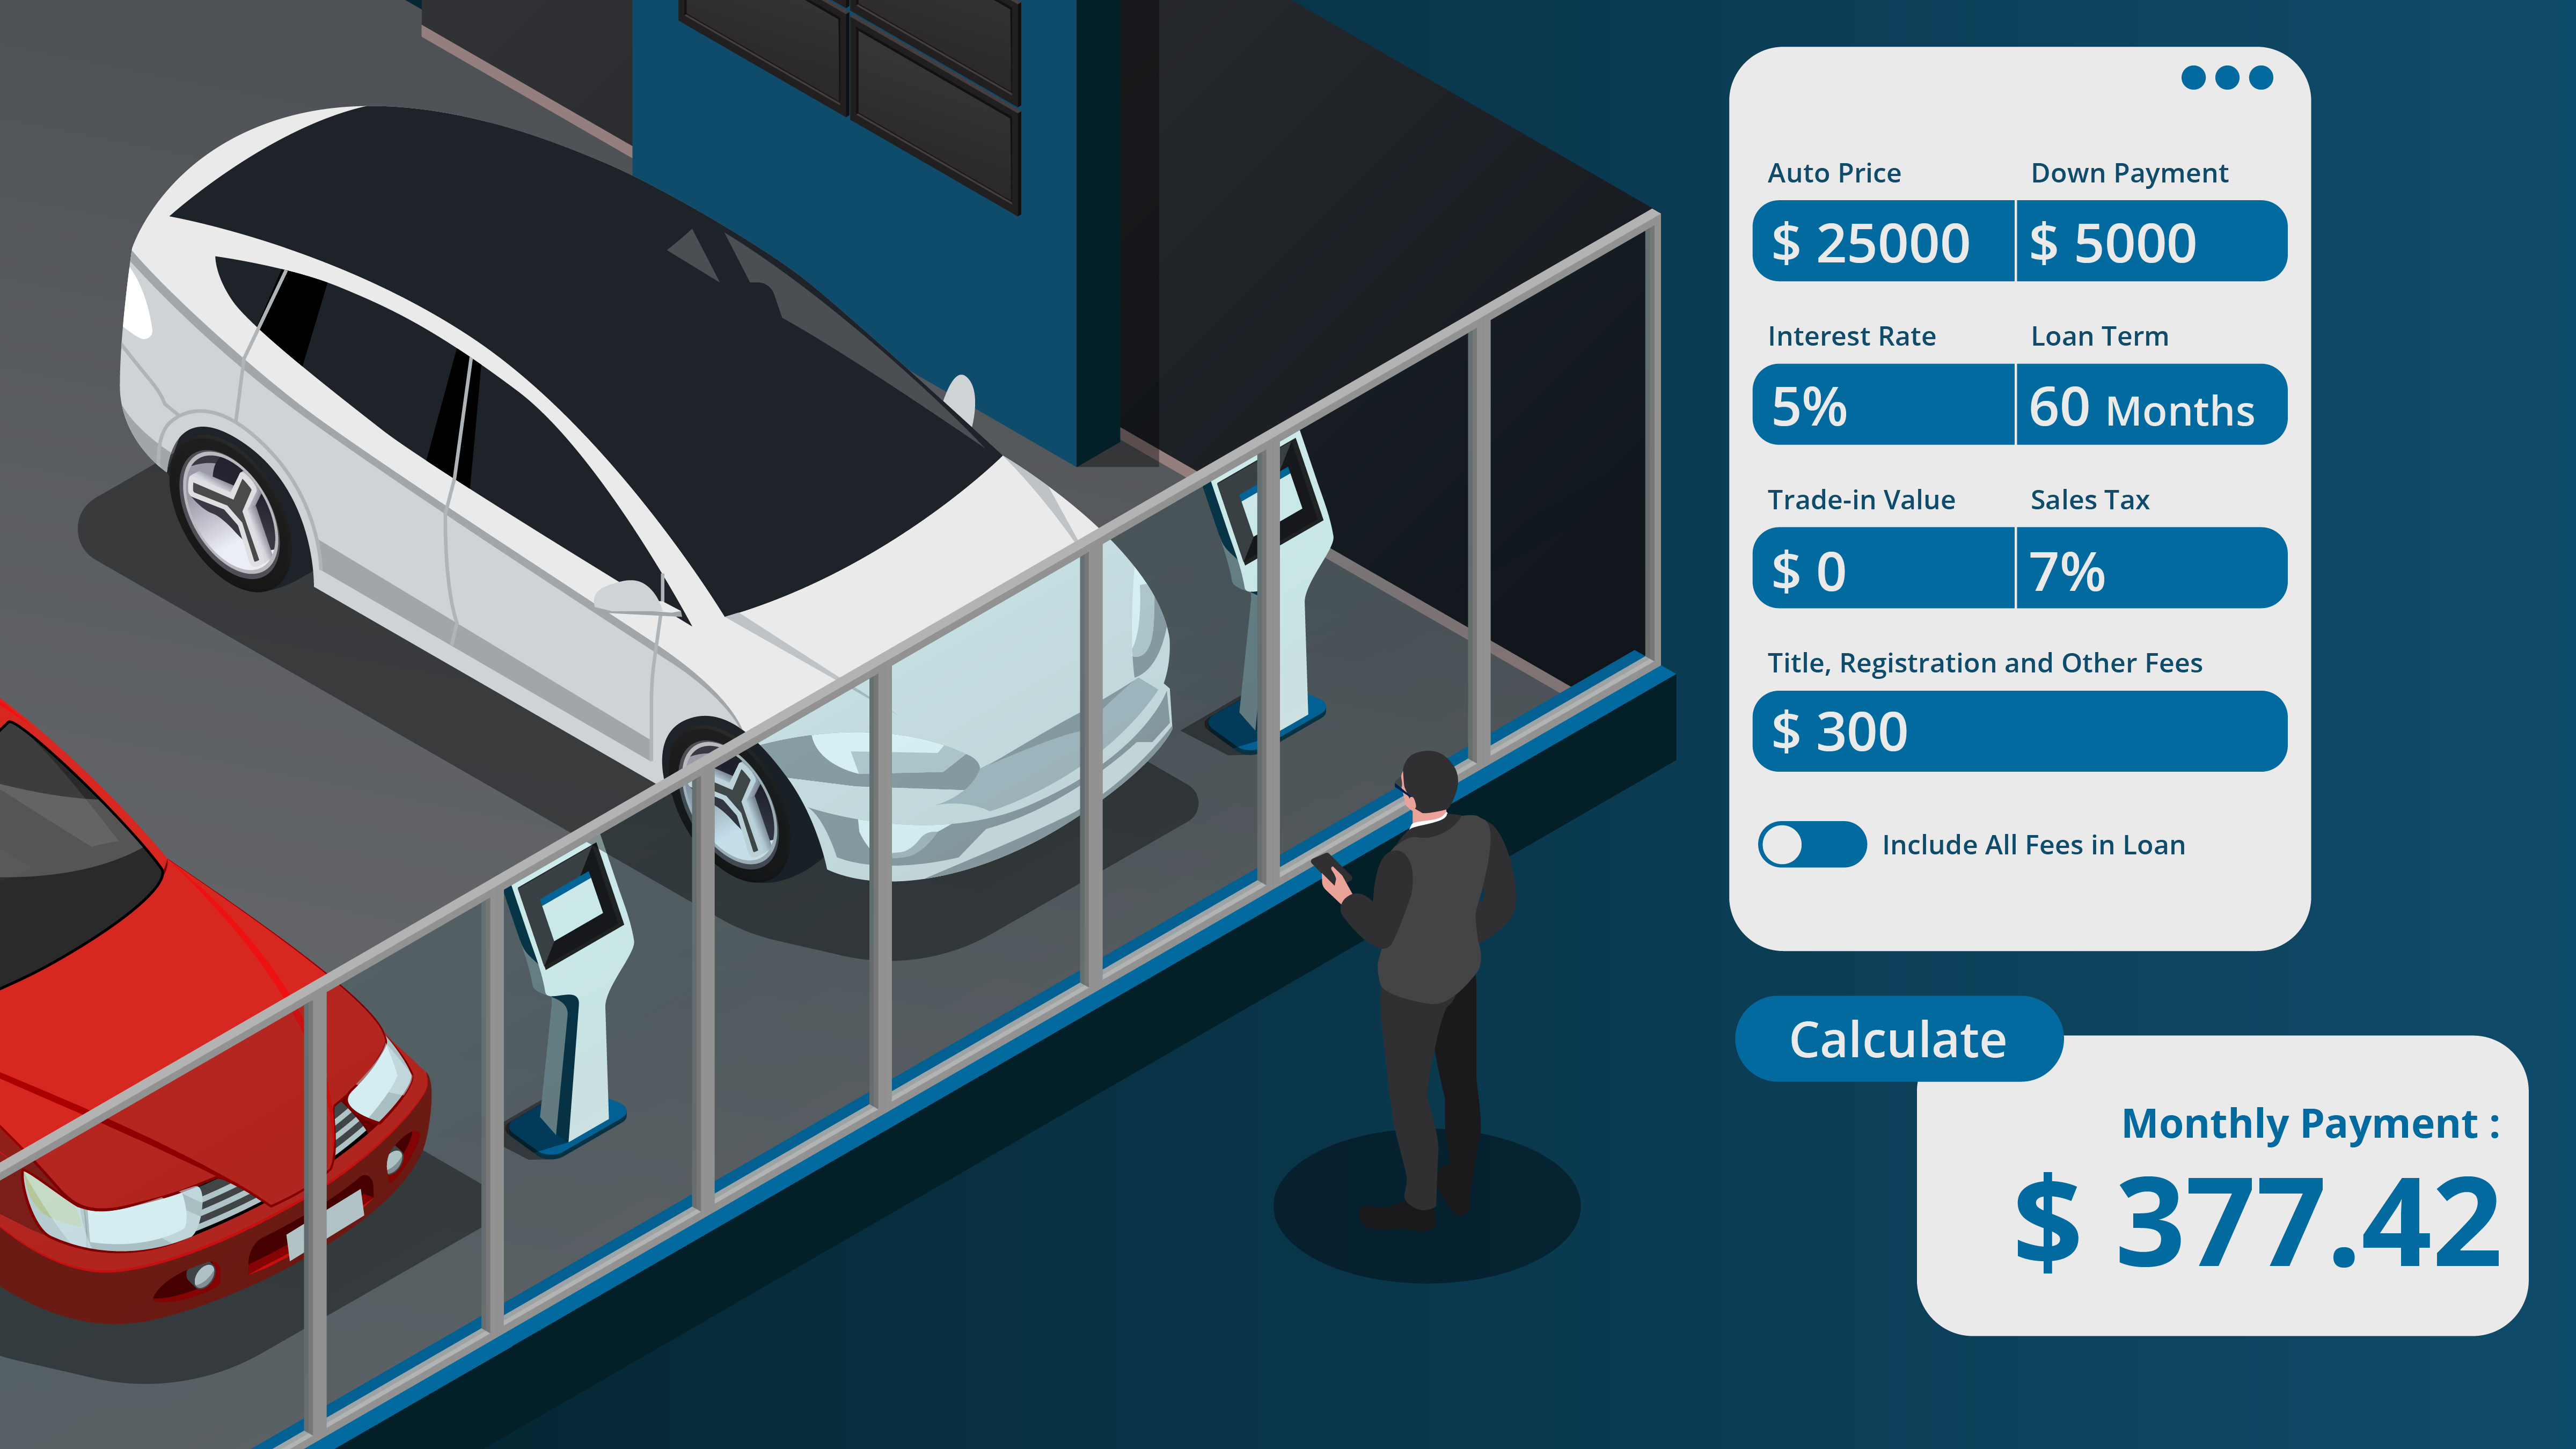 Auto Price Down Payment
$ 25000 $ 5000
Interest Rate Loan Term
5% 60 Months
Trade-in Value Sales Tax
$ 0 7%
Title, Registration and Other Fees
$ 300
Include All Fees in Loan
Calculate
Monthly Payment :
$ 377.42